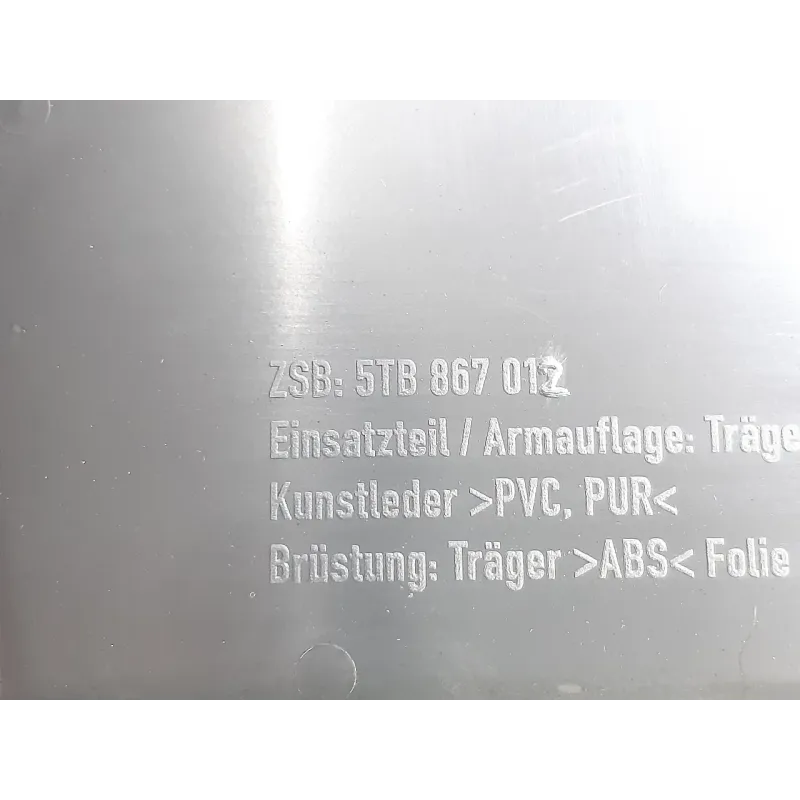 ZSB: 5TB 867 012
Einsatzteil / Armauflage: Träge
Kunstleder >PVC, PUR<
Brüstung: Träger >ABS< Folie